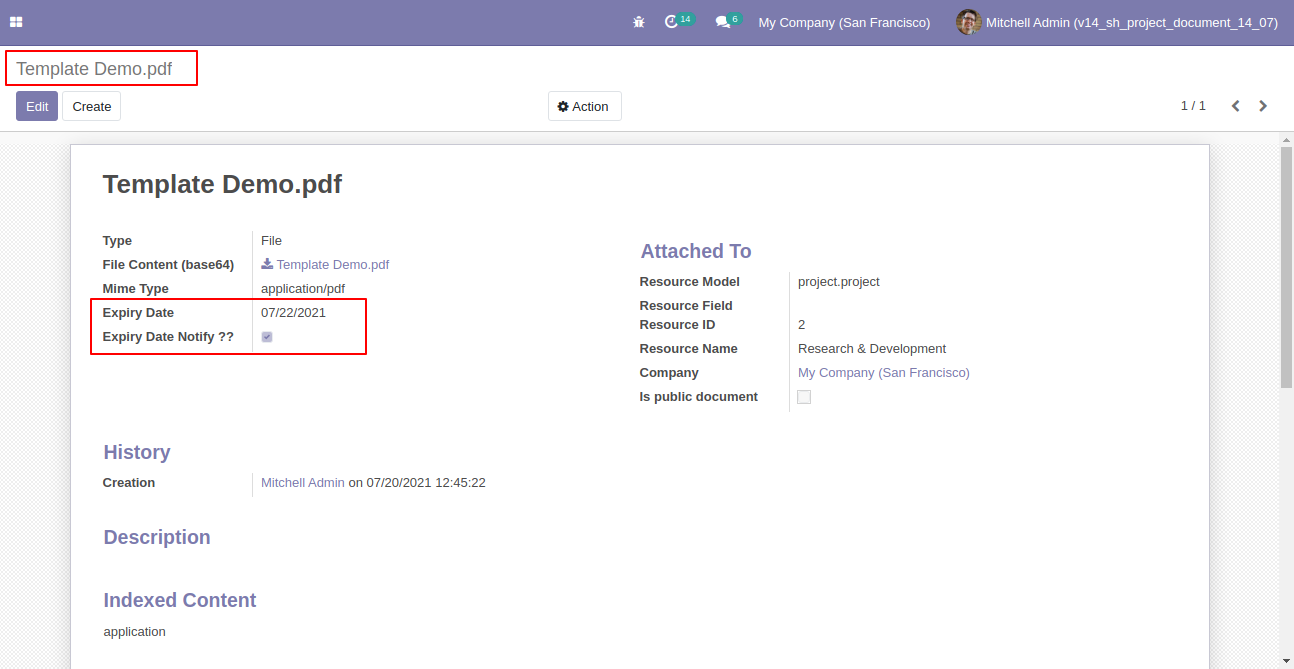 14
6
My Company (San Francisco)
Mitchell Admin (v14_sh_project_document_14_07)
Template Demo.pdf
Edit
Create
Action
1 / 1
Template Demo.pdf
Type File
File Content (base64) Template Demo.pdf
Mime Type application/pdf
Expiry Date 07/22/2021
Expiry Date Notify ??
Attached To
Resource Model project.project
Resource Field
Resource ID 2
Resource Name Research & Development
Company My Company (San Francisco)
Is public document
History
Creation Mitchell Admin on 07/20/2021 12:45:22
Description
Indexed Content
application